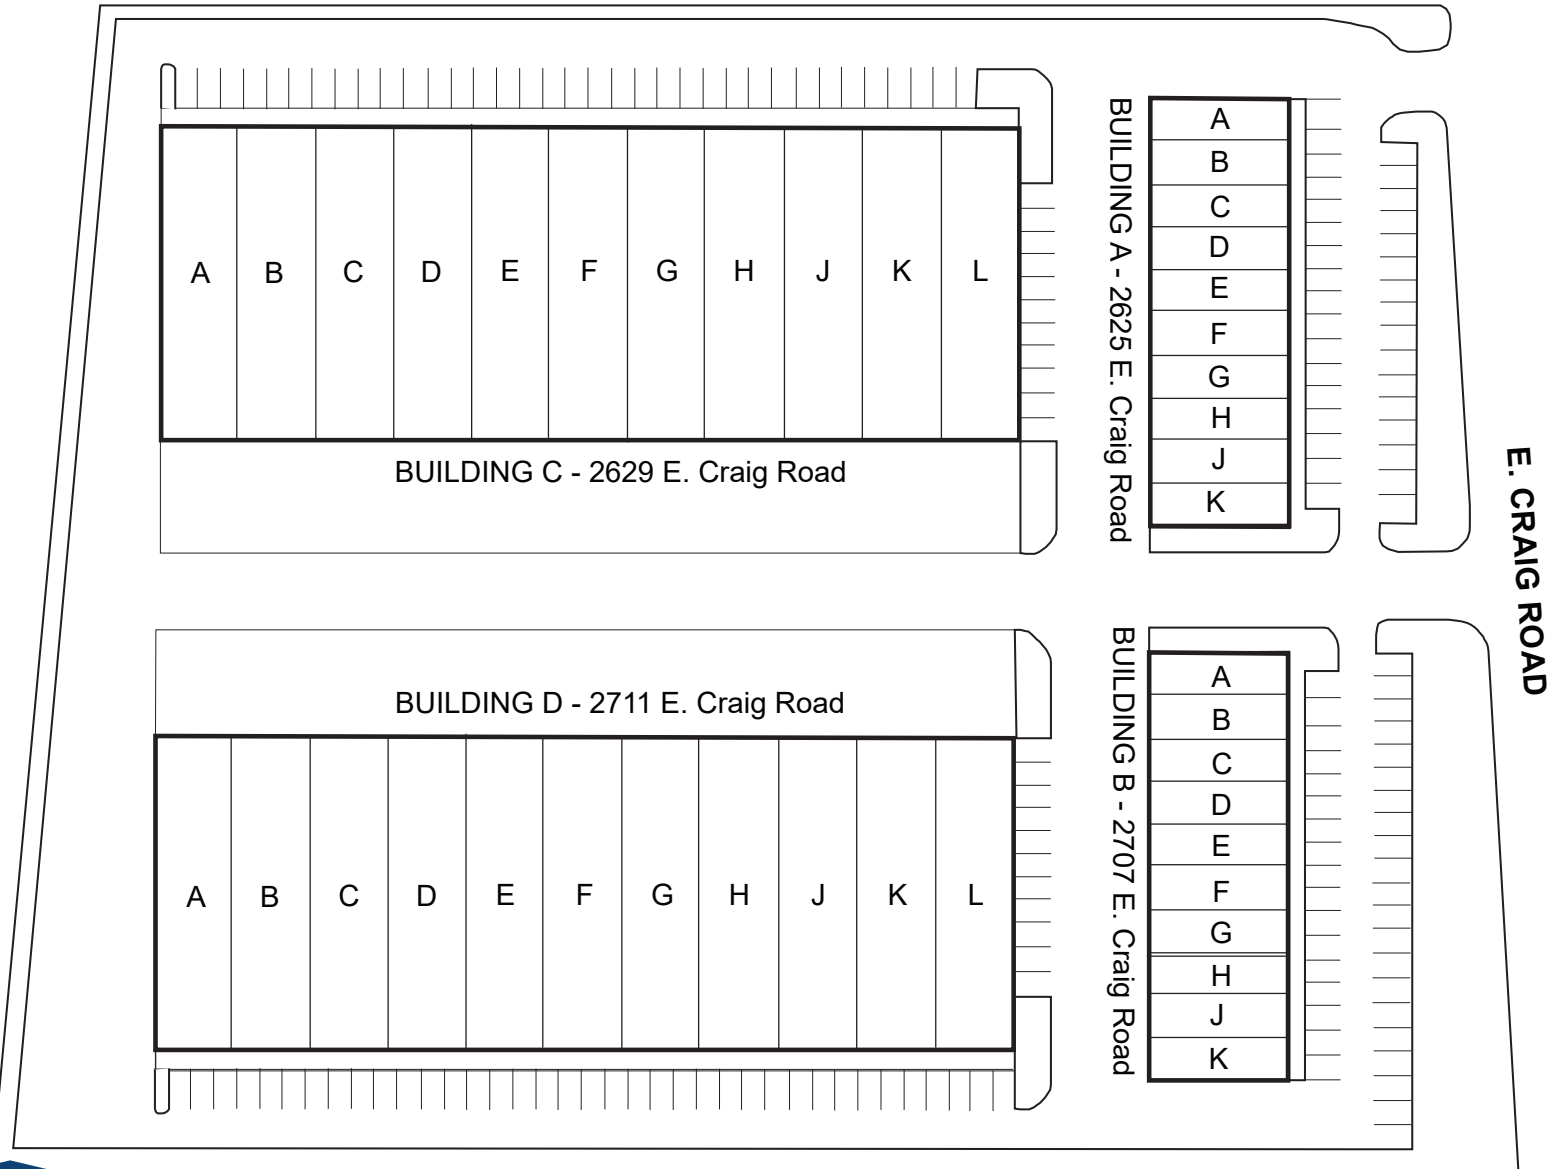 A B C D E F G H J K L
BUILDING C - 2629 E. Craig Road
BUILDING A - 2625 E. Craig Road
A
B
C
D
E
F
G
H
J
K
E. CRAIG ROAD
BUILDING D - 2711 E. Craig Road
A B C D E F G H J K L
BUILDING B - 2707 E. Craig Road
A
B
C
D
E
F
G
H
J
K